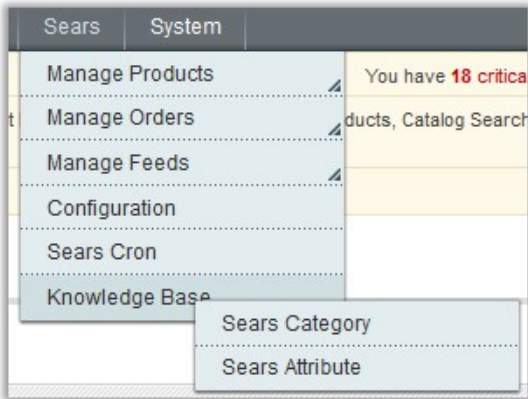 Sears System
Manage Products
You have 18 critica
Manage Orders
ducts, Catalog Search
Manage Feeds
Configuration
Sears Cron
Knowledge Base
Sears Category
Sears Attribute